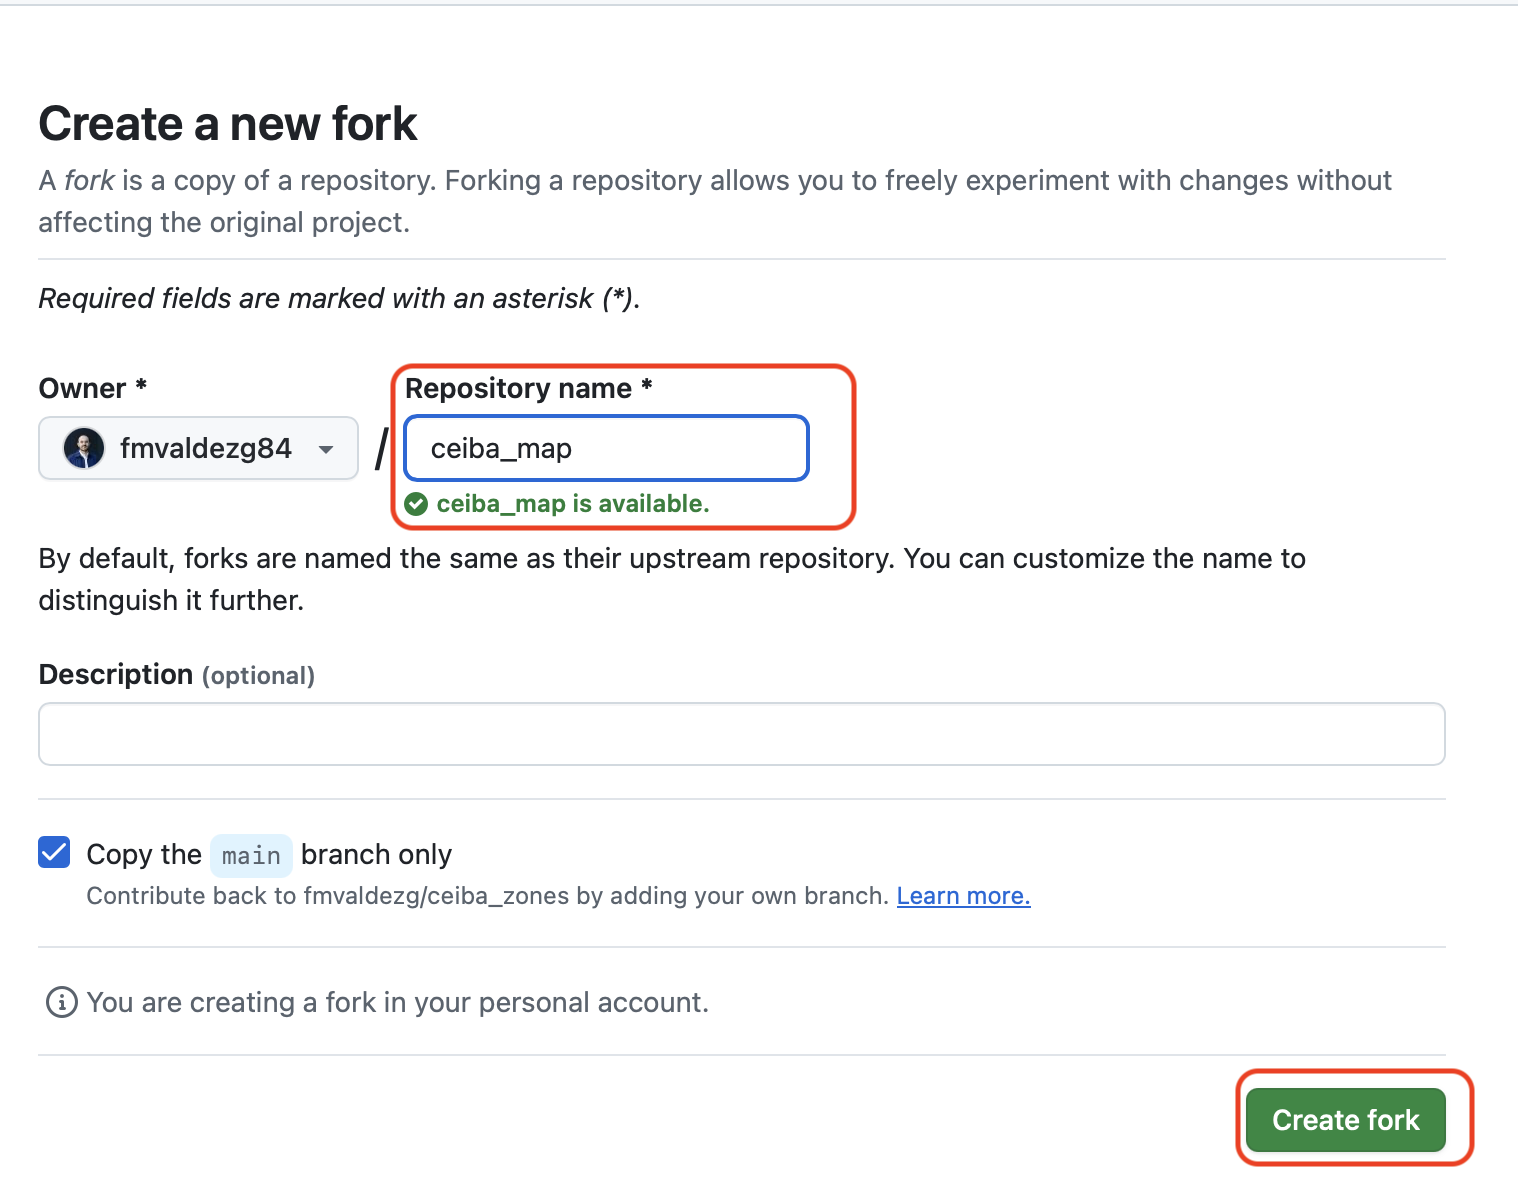 Create a new fork
A fork is a copy of a repository. Forking a repository allows you to freely experiment with changes without
affecting the original project.
Required fields are marked with an asterisk (*).
Owner *
Repository name *
fmvaldezg84
/
ceiba_map
ceiba_map is available.
By default, forks are named the same as their upstream repository. You can customize the name to
distinguish it further.
Description (optional)
Copy the main branch only
Contribute back to fmvaldezg/ceiba_zones by adding your own branch. Learn more.
You are creating a fork in your personal account.
Create fork